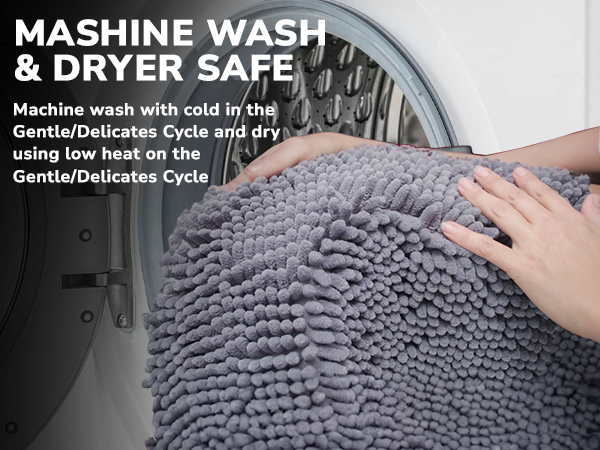 MASHINE WASH
& DRYER SAFE
Machine wash with cold in the
Gentle/Delicates Cycle and dry
using low heat on the
Gentle/Delicates Cycle